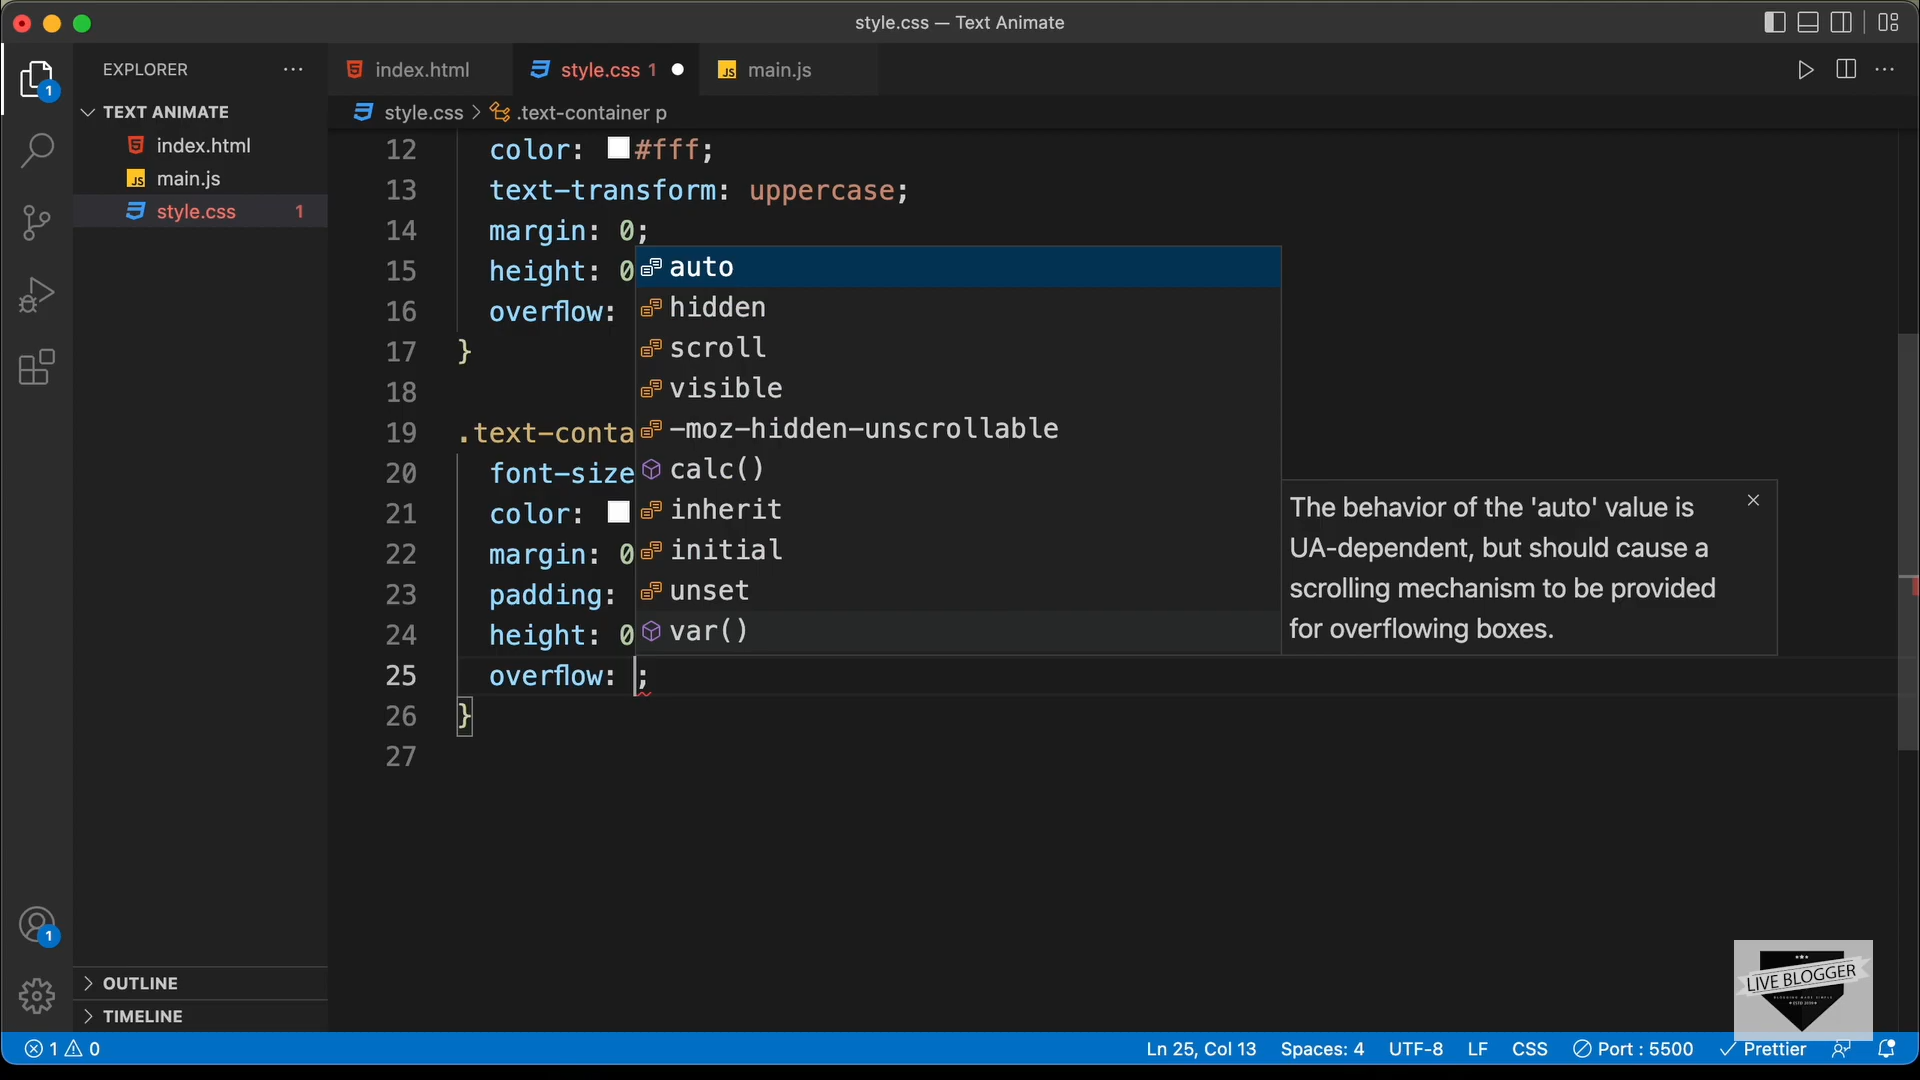 style.css — Text Animate
EXPLORER
index.html
style.css 1
main.js
1
TEXT ANIMATE
style.css > .text-container p
index.html
main.js
style.css 1
12 color: #fff;
13 text-transform: uppercase;
14 margin: 0;
15 height: 0
16 overflow:
17 }
18
19 .text-conta
20 font-size
21 color:
22 margin: 0
23 padding:
24 height: 0
25 overflow: ;
26 }
27
auto
hidden
scroll
visible
-moz-hidden-unscrollable
calc()
inherit
initial
unset
var()
The behavior of the 'auto' value is
UA-dependent, but should cause a
scrolling mechanism to be provided
for overflowing boxes.
1
OUTLINE
TIMELINE
LIVE BLOGGER
1 0
Ln 25, Col 13 Spaces: 4 UTF-8 LF CSS Port : 5500 Prettier